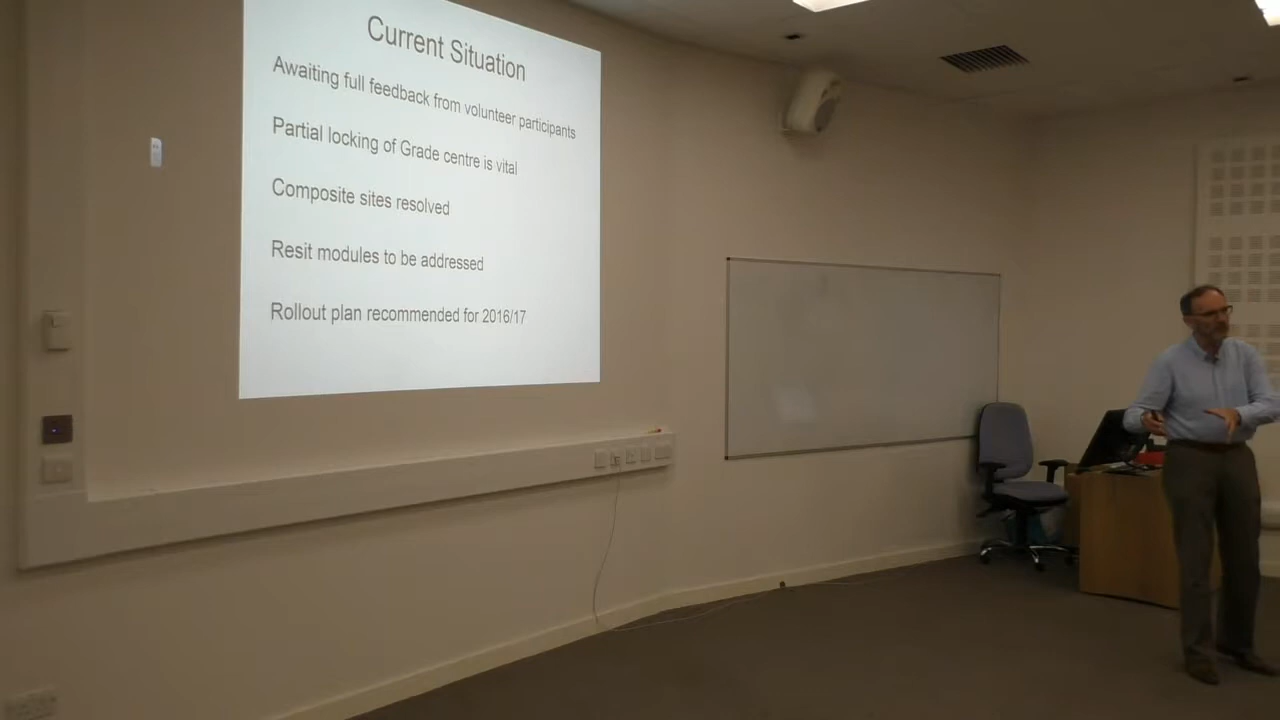 Current Situation
Awaiting full feedback from volunteer participants
Partial locking of Grade centre is vital
Composite sites resolved
Resit modules to be addressed
Rollout plan recommended for 2016/17